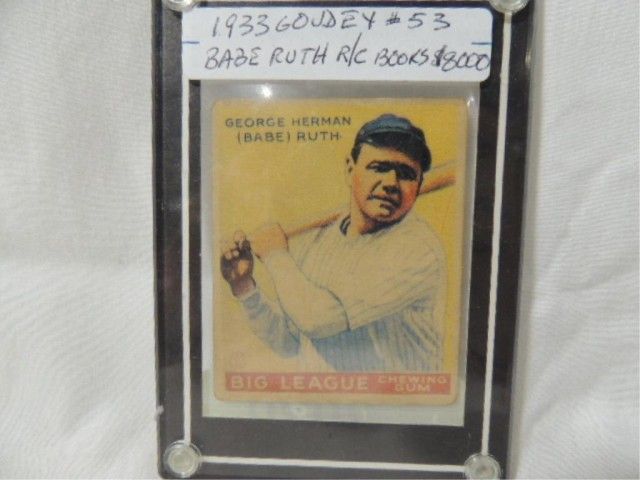 1933 GOUDEY #53
BABE RUTH R/C BOOKS $8000
GEORGE HERMAN
(BABE) RUTH-
BIG LEAGUE CHEWING GUM